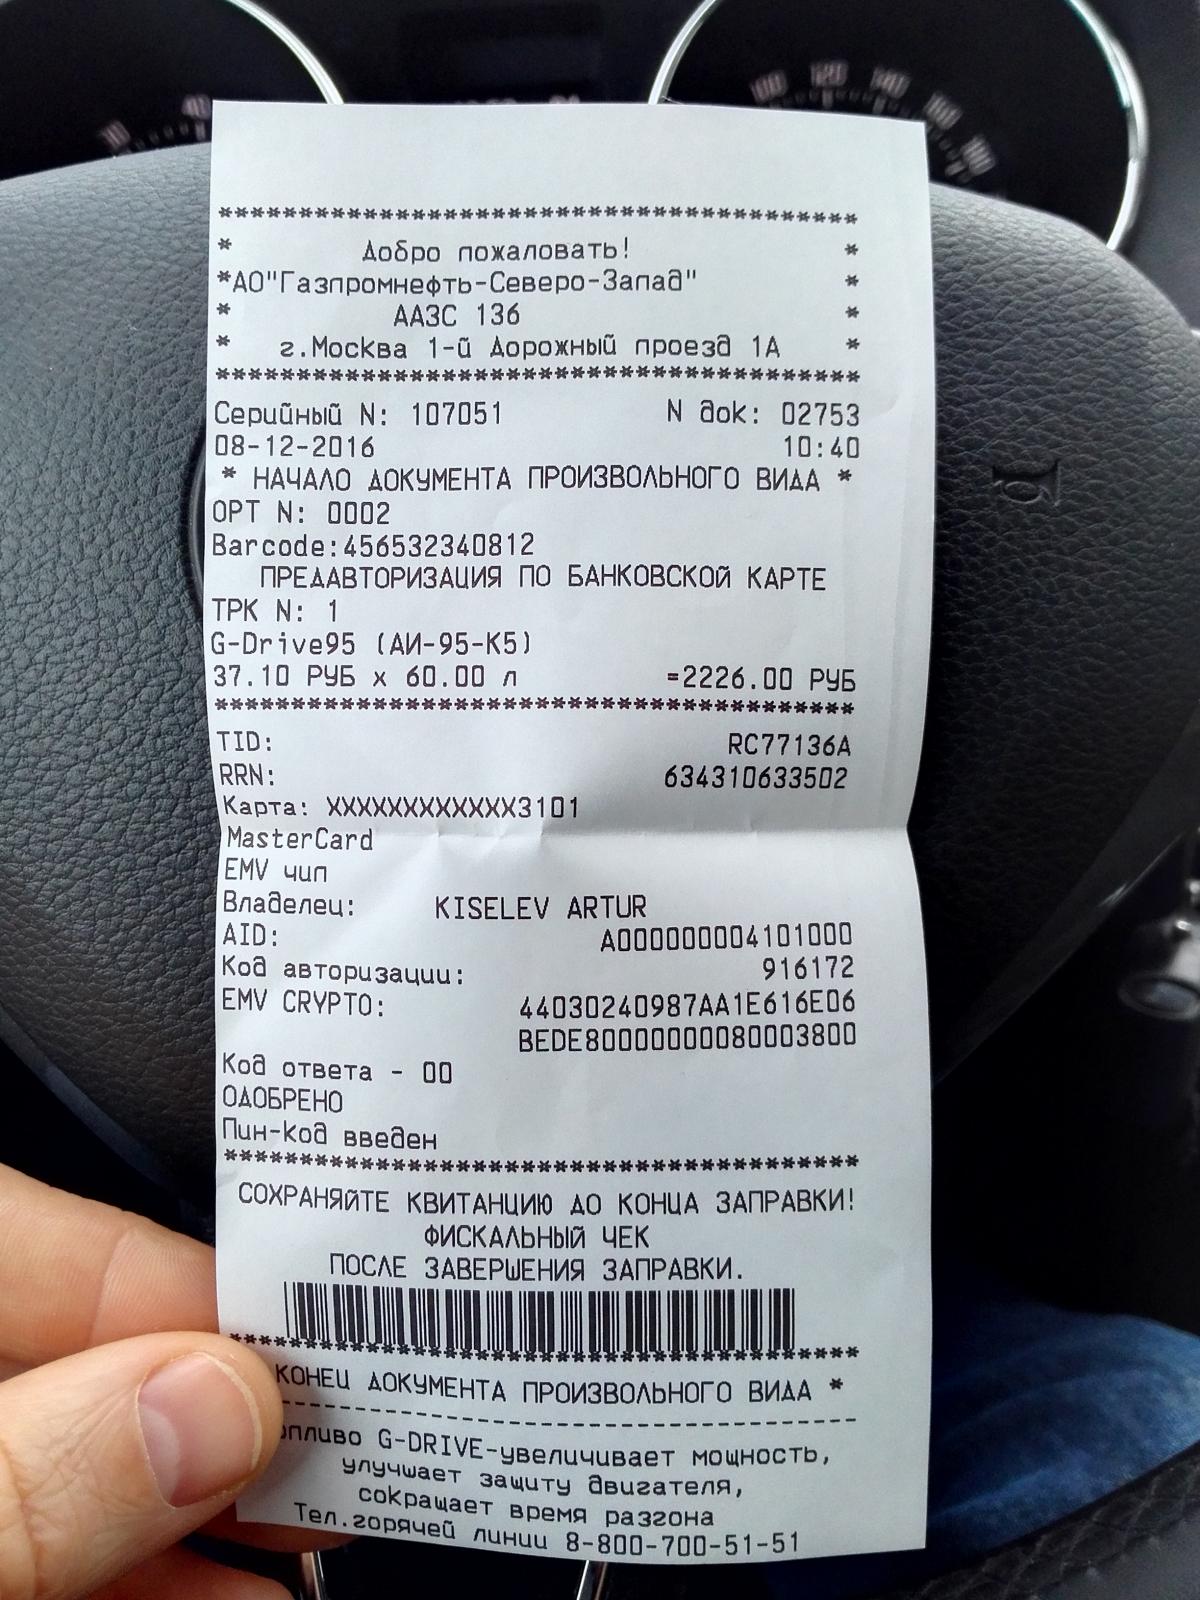 ****************************************
* Добро пожаловать! *
*АО"Газпромнефть-Северо-Запад" *
* ААЗС 136 *
* г.Москва 1-й Дорожный проезд 1А *
****************************************
Серийный N: 107051 N док: 02753
08-12-2016 10:40
* НАЧАЛО ДОКУМЕНТА ПРОИЗВОЛЬНОГО ВИДА *
OPT N: 0002
Barcode:456532340812
ПРЕДАВТОРИЗАЦИЯ ПО БАНКОВСКОЙ КАРТЕ
ТРК N: 1
G-Drive95 (АИ-95-К5)
37.10 РУБ x 60.00 л =2226.00 РУБ
****************************************
TID: RC77136A
RRN: 634310633502
Карта: XXXXXXXXXXXX3101
MasterCard
EMV чип
Владелец: KISELEV ARTUR
AID: A000000004101000
Код авторизации: 916172
EMV CRYPTO: 44030240987AA1E616E06
BEDE80000000080003800
Код ответа - 00
ОДОБРЕНО
Пин-код введен
****************************************
СОХРАНЯЙТЕ КВИТАНЦИЮ ДО КОНЦА ЗАПРАВКИ!
ФИСКАЛЬНЫЙ ЧЕК
ПОСЛЕ ЗАВЕРШЕНИЯ ЗАПРАВКИ.
****************************************
КОНЕЦ ДОКУМЕНТА ПРОИЗВОЛЬНОГО ВИДА *
----------------------------------------
G-DRIVE-увеличивает мощность,
улучшает защиту двигателя,
сокращает время разгона
Тел.горячей линии 8-800-700-51-51